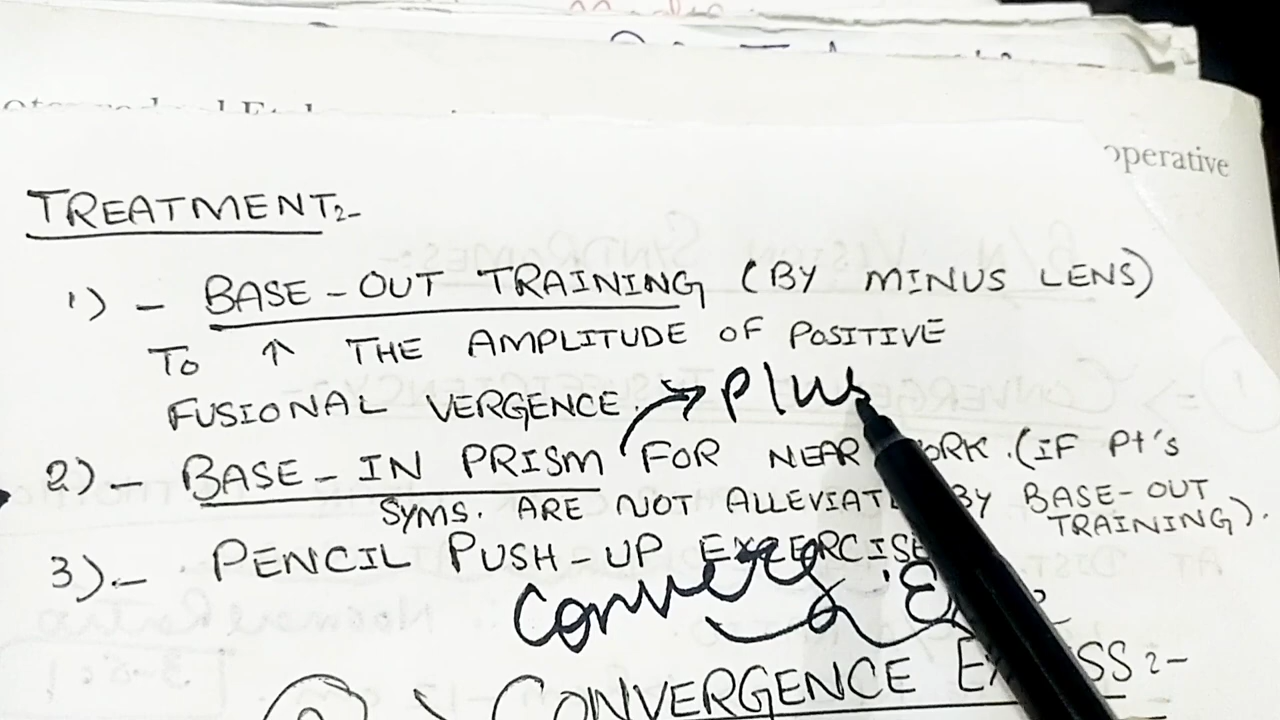 operative
TREATMENT:-
1) - BASE-OUT TRAINING (BY MINUS LENS)
TO ↑ THE AMPLITUDE OF POSITIVE
FUSIONAL VERGENCE. → Plus
2) - BASE-IN PRISM FOR NEAR WORK. (IF Pt's
SYMS. ARE NOT ALLEVIATED BY BASE-OUT
TRAINING).
3) - PENCIL PUSH-UP EXERCISE
CONVERGENCE EXCESS:-